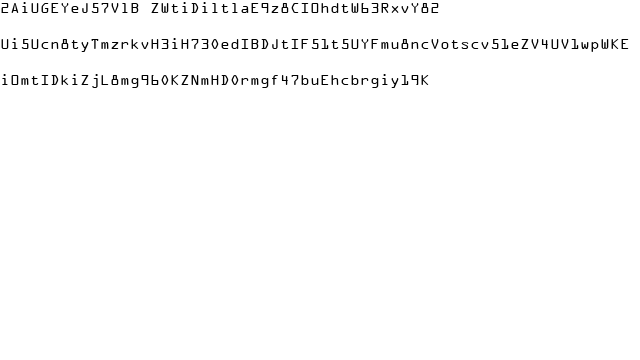 2AiUGEYeJ57V1B ZWtiDi1t1aE9z8CIOhdtW63RxvY82
Ui5Ucn8tyTmzrkvH3iH730edIBDJtIF51t5UYFmu8ncVotscv51eZV4UV1wpWKE
iOmtIDkiZjL8mg960KZNmHD0rmgf47buEhcbrgiy19K